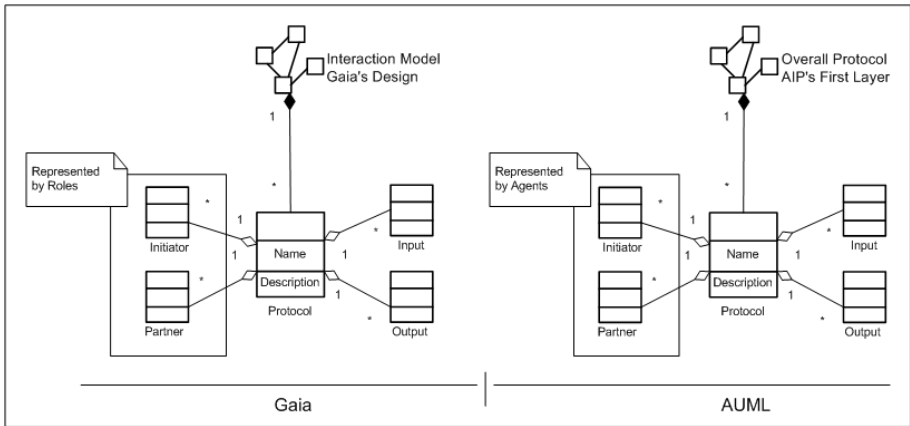 Interaction Model
Gaia's Design
1
*
Represented
by Roles
*
1
Initiator
1
*
Partner
Name
Description
Protocol
1
*
Input
1
*
Output
Gaia
Overall Protocol
AIP's First Layer
1
*
Represented
by Agents
*
1
Initiator
1
*
Partner
Name
Description
Protocol
1
*
Input
1
*
Output
AUML